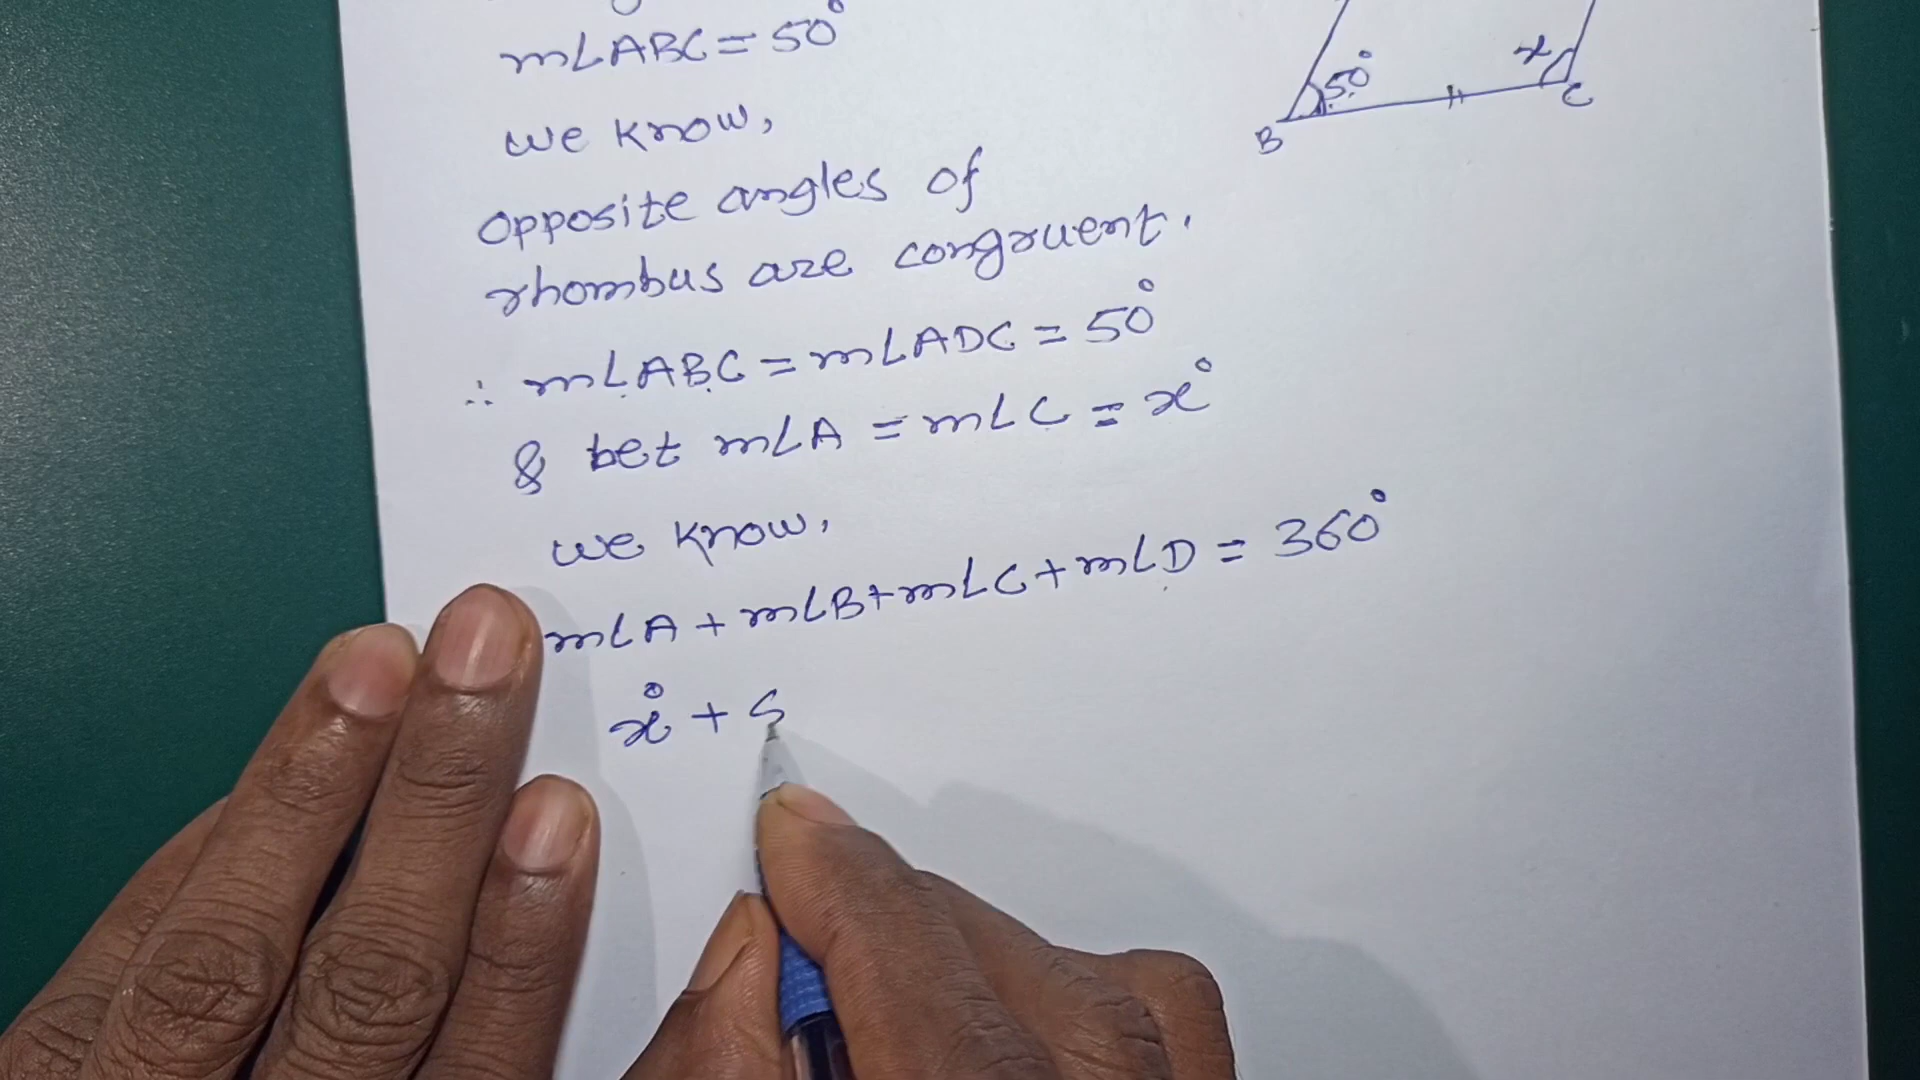 m∠ABC = 50°
we know,
opposite angles of
rhombus are congruent.
∴ m∠ABC = m∠ADC = 50°
& let m∠A = m∠C = x°
we know,
m∠A + m∠B + m∠C + m∠D = 360°
x° + 5
50°
x
B
C